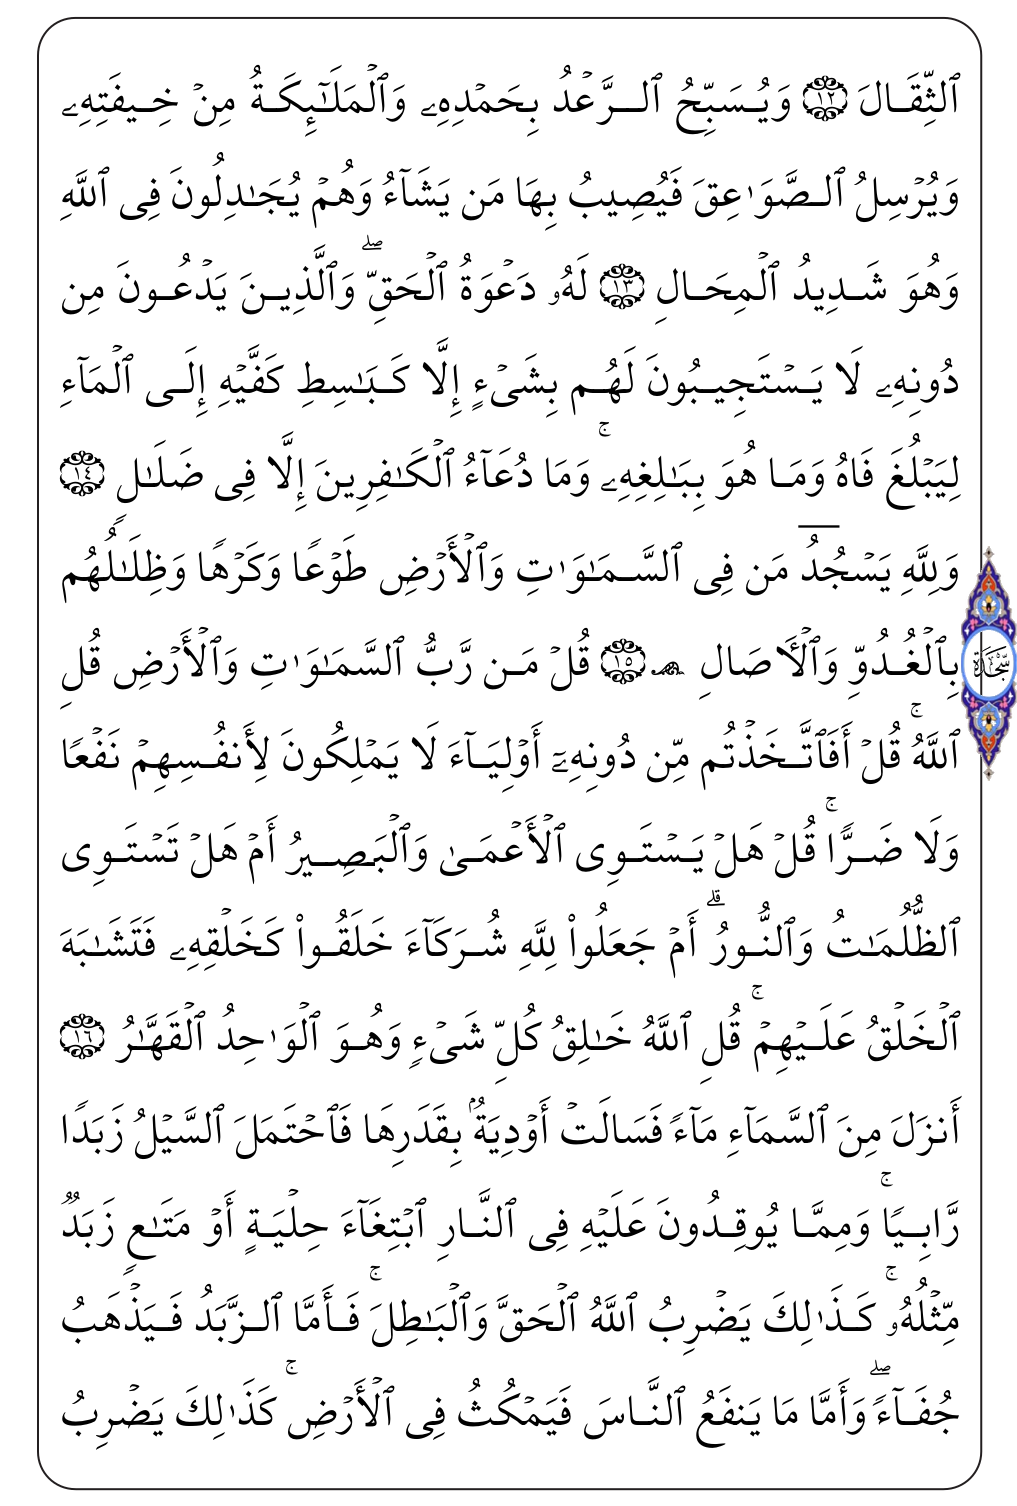 ٱلثِّقَالَ ١٢ وَيُسَبِّحُ ٱلرَّعۡدُ بِحَمۡدِهِۦ وَٱلۡمَلَـٰٓئِكَةُ مِنۡ خِيفَتِهِۦ
وَيُرۡسِلُ ٱلصَّوَٰعِقَ فَيُصِيبُ بِهَا مَن يَشَآءُ وَهُمۡ يُجَـٰدِلُونَ فِى ٱللَّهِ
وَهُوَ شَدِيدُ ٱلۡمِحَالِ ١٣ لَهُۥ دَعۡوَةُ ٱلۡحَقِّۖ وَٱلَّذِينَ يَدۡعُونَ مِن
دُونِهِۦ لَا يَسۡتَجِيبُونَ لَهُم بِشَىۡءٍ إِلَّا كَبَـٰسِطِ كَفَّيۡهِ إِلَى ٱلۡمَآءِ
لِيَبۡلُغَ فَاهُ وَمَا هُوَ بِبَـٰلِغِهِۦۚ وَمَا دُعَآءُ ٱلۡكَـٰفِرِينَ إِلَّا فِى ضَلَـٰلٍ ١٤
وَلِلَّهِ يَسۡجُدُ مَن فِى ٱلسَّمَـٰوَٰتِ وَٱلۡأَرۡضِ طَوۡعًا وَكَرۡهًا وَظِلَـٰلُهُم
بِٱلۡغُدُوِّ وَٱلۡأَصَالِ ۩ ١٥ قُلۡ مَن رَّبُّ ٱلسَّمَـٰوَٰتِ وَٱلۡأَرۡضِ قُلِ
سَجْدَة
ٱللَّهُۚ قُلۡ أَفَٱتَّخَذۡتُم مِّن دُونِهِۦٓ أَوۡلِيَآءَ لَا يَمۡلِكُونَ لِأَنفُسِهِمۡ نَفۡعًا
وَلَا ضَرًّاۚ قُلۡ هَلۡ يَسۡتَوِى ٱلۡأَعۡمَىٰ وَٱلۡبَصِيرُ أَمۡ هَلۡ تَسۡتَوِى
ٱلظُّلُمَـٰتُ وَٱلنُّورُۗ أَمۡ جَعَلُوا۟ لِلَّهِ شُرَكَآءَ خَلَقُوا۟ كَخَلۡقِهِۦ فَتَشَـٰبَهَ
ٱلۡخَلۡقُ عَلَيۡهِمۡۚ قُلِ ٱللَّهُ خَـٰلِقُ كُلِّ شَىۡءٍ وَهُوَ ٱلۡوَٰحِدُ ٱلۡقَهَّـٰرُ ١٦
أَنزَلَ مِنَ ٱلسَّمَآءِ مَآءً فَسَالَتۡ أَوۡدِيَةُۢ بِقَدَرِهَا فَٱحۡتَمَلَ ٱلسَّيۡلُ زَبَدًا
رَّابِيًاۚ وَمِمَّا يُوقِدُونَ عَلَيۡهِ فِى ٱلنَّارِ ٱبۡتِغَآءَ حِلۡيَةٍ أَوۡ مَتَـٰعٍ زَبَدٌ
مِّثۡلُهُۥۚ كَذَٰلِكَ يَضۡرِبُ ٱللَّهُ ٱلۡحَقَّ وَٱلۡبَـٰطِلَۚ فَأَمَّا ٱلزَّبَدُ فَيَذۡهَبُ
جُفَآءًۖ وَأَمَّا مَا يَنفَعُ ٱلنَّاسَ فَيَمۡكُثُ فِى ٱلۡأَرۡضِۚ كَذَٰلِكَ يَضۡرِبُ